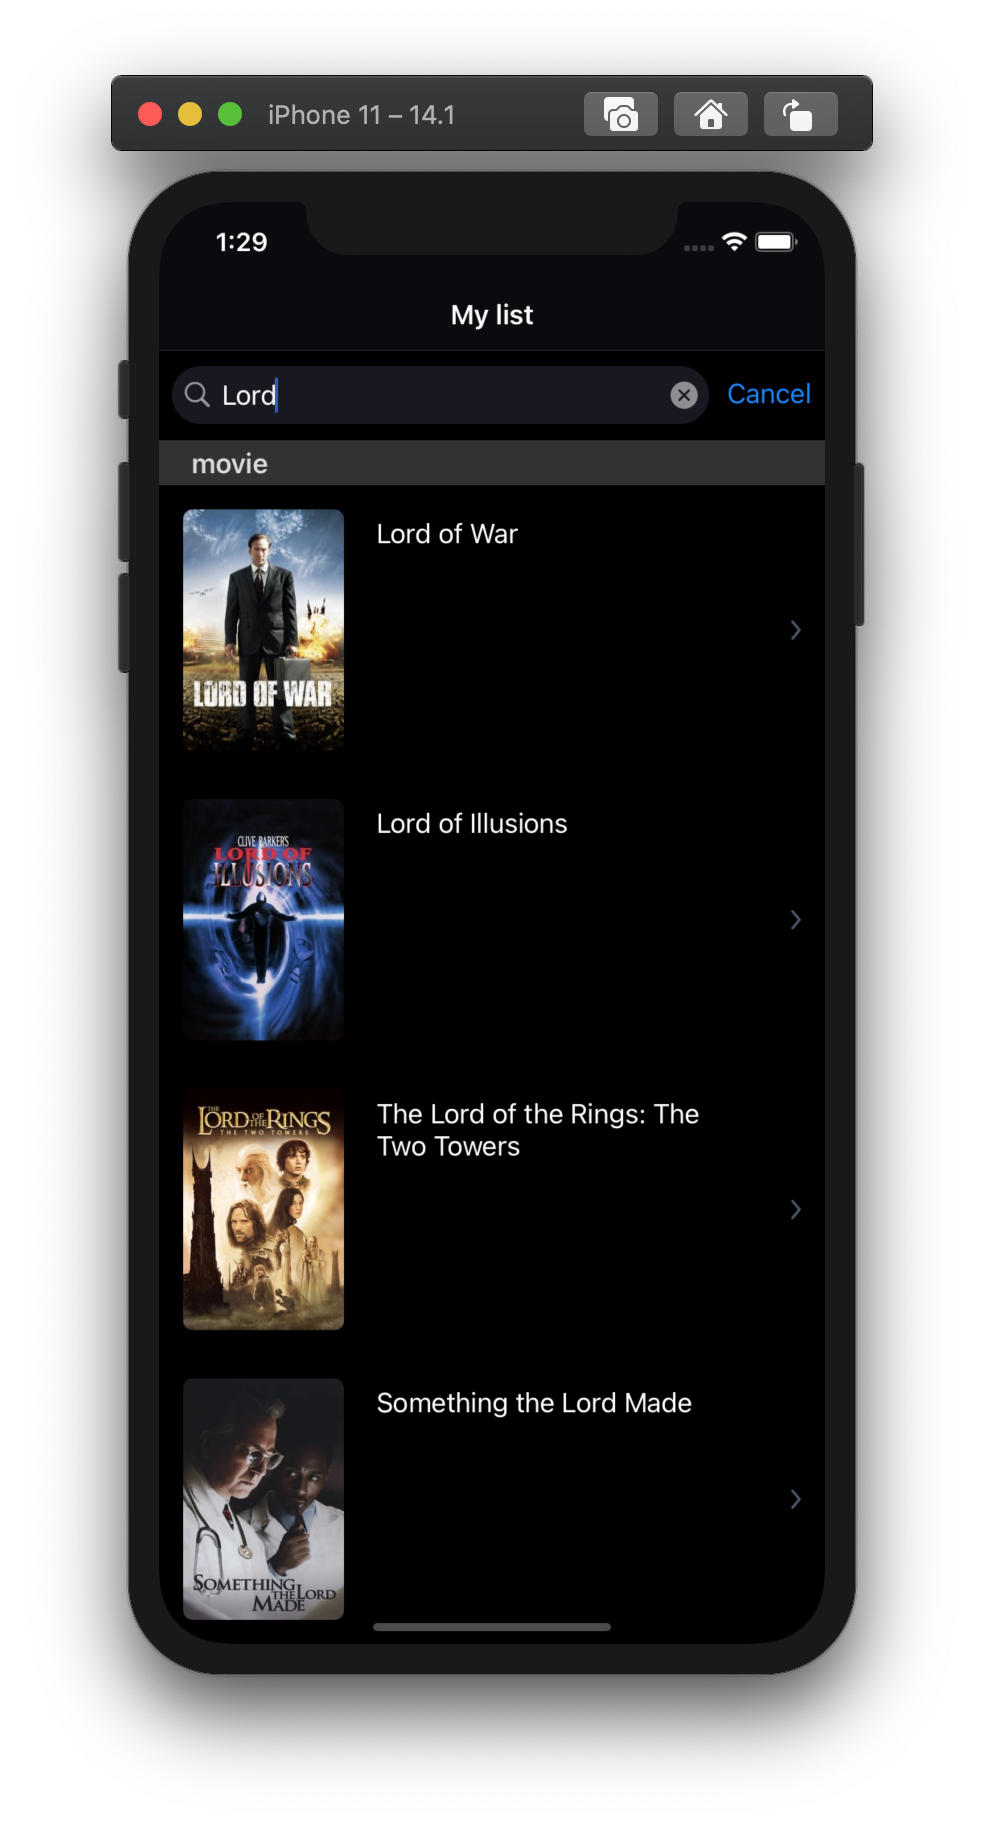 iPhone 11 – 14.1
1:29
My list
Lord
Cancel
movie
LORD OF WAR
Lord of War
CLIVE BARKER'S
LORD OF
ILLUSIONS
Lord of Illusions
THE
LORD OF THE RINGS
THE TWO TOWERS
The Lord of the Rings: The
Two Towers
SOMETHING
THE LORD
MADE
Something the Lord Made